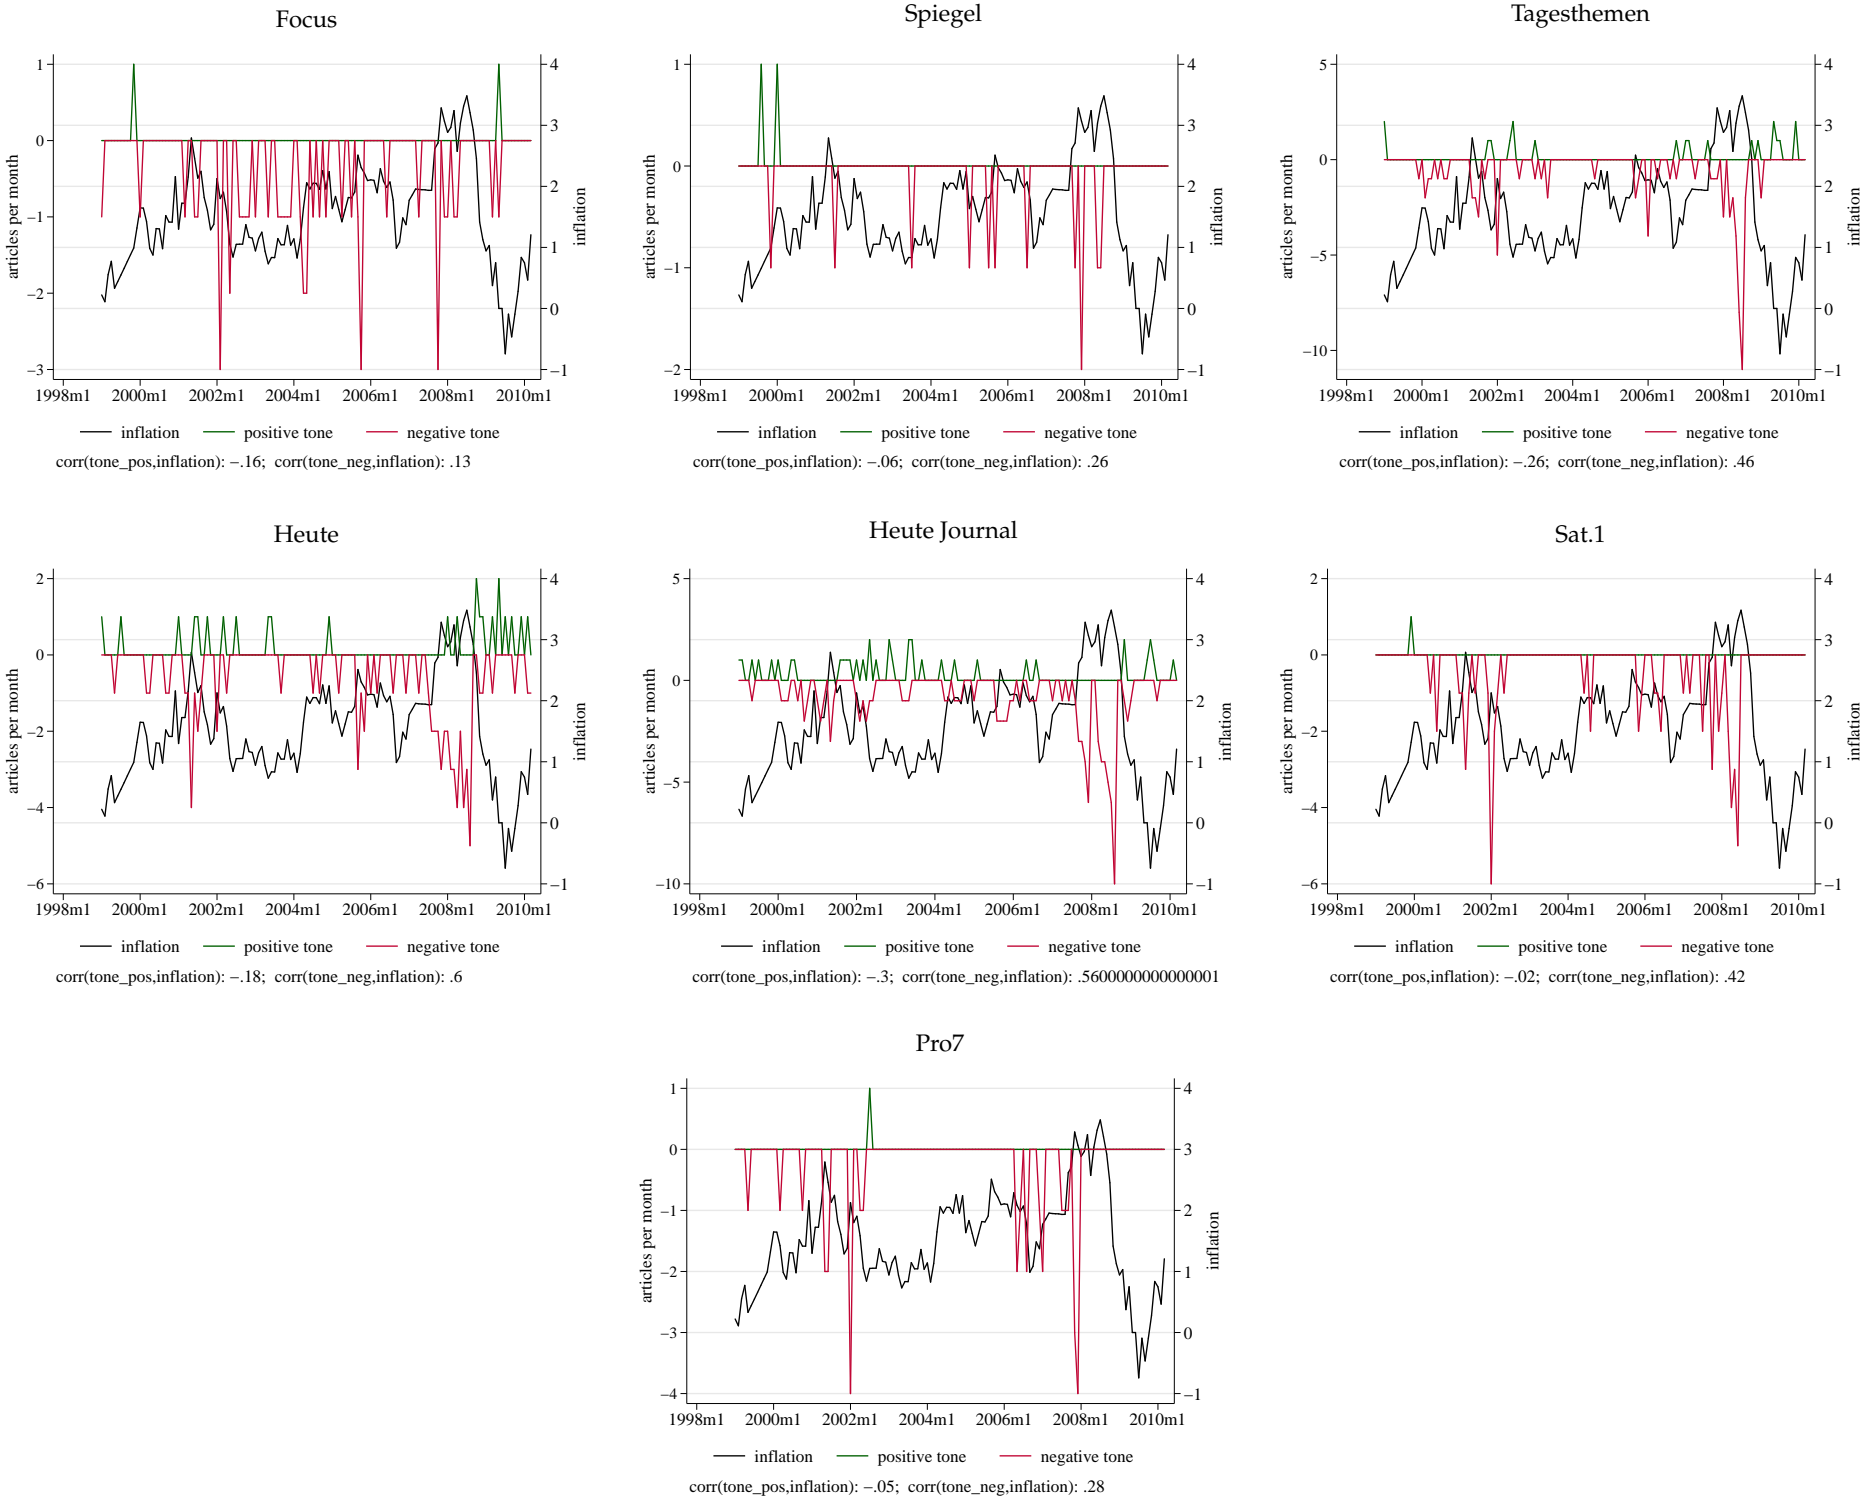 Focus
1
0
−1
−2
−3
articles per month
4
3
2
1
0
−1
inflation
1998m1 2000m1 2002m1 2004m1 2006m1 2008m1 2010m1
inflation positive tone negative tone
corr(tone_pos,inflation): −.16; corr(tone_neg,inflation): .13
Spiegel
1
0
−1
−2
articles per month
4
3
2
1
0
−1
inflation
1998m1 2000m1 2002m1 2004m1 2006m1 2008m1 2010m1
inflation positive tone negative tone
corr(tone_pos,inflation): −.06; corr(tone_neg,inflation): .26
Tagesthemen
5
0
−5
−10
articles per month
4
3
2
1
0
−1
inflation
1998m1 2000m1 2002m1 2004m1 2006m1 2008m1 2010m1
inflation positive tone negative tone
corr(tone_pos,inflation): −.26; corr(tone_neg,inflation): .46
Heute
2
0
−2
−4
−6
articles per month
4
3
2
1
0
−1
inflation
1998m1 2000m1 2002m1 2004m1 2006m1 2008m1 2010m1
inflation positive tone negative tone
corr(tone_pos,inflation): −.18; corr(tone_neg,inflation): .6
Heute Journal
5
0
−5
−10
articles per month
4
3
2
1
0
−1
inflation
1998m1 2000m1 2002m1 2004m1 2006m1 2008m1 2010m1
inflation positive tone negative tone
corr(tone_pos,inflation): −.3; corr(tone_neg,inflation): .5600000000000001
Sat.1
2
0
−2
−4
−6
articles per month
4
3
2
1
0
−1
inflation
1998m1 2000m1 2002m1 2004m1 2006m1 2008m1 2010m1
inflation positive tone negative tone
corr(tone_pos,inflation): −.02; corr(tone_neg,inflation): .42
Pro7
1
0
−1
−2
−3
−4
articles per month
4
3
2
1
0
−1
inflation
1998m1 2000m1 2002m1 2004m1 2006m1 2008m1 2010m1
inflation positive tone negative tone
corr(tone_pos,inflation): −.05; corr(tone_neg,inflation): .28